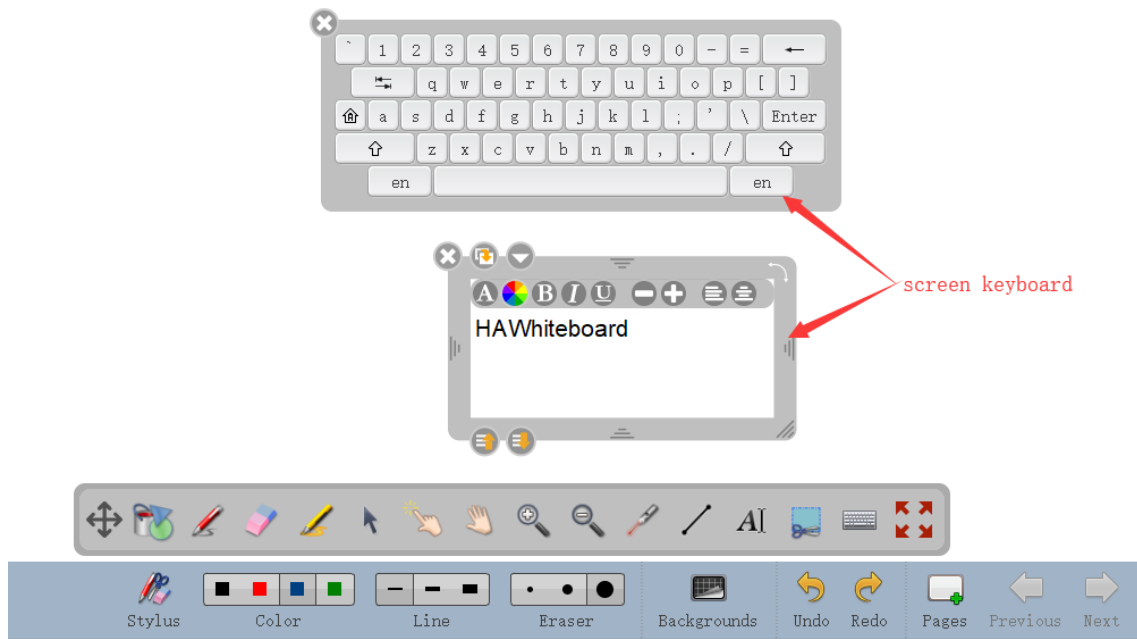 ` 1 2 3 4 5 6 7 8 9 0 - = ←
q w e r t y u i o p [ ]
a s d f g h j k l ; ' \ Enter
z x c v b n m , . /
en en
screen keyboard
A B I U
HAWhiteboard
AI
Stylus Color Line Eraser Backgrounds Undo Redo Pages Previous Next